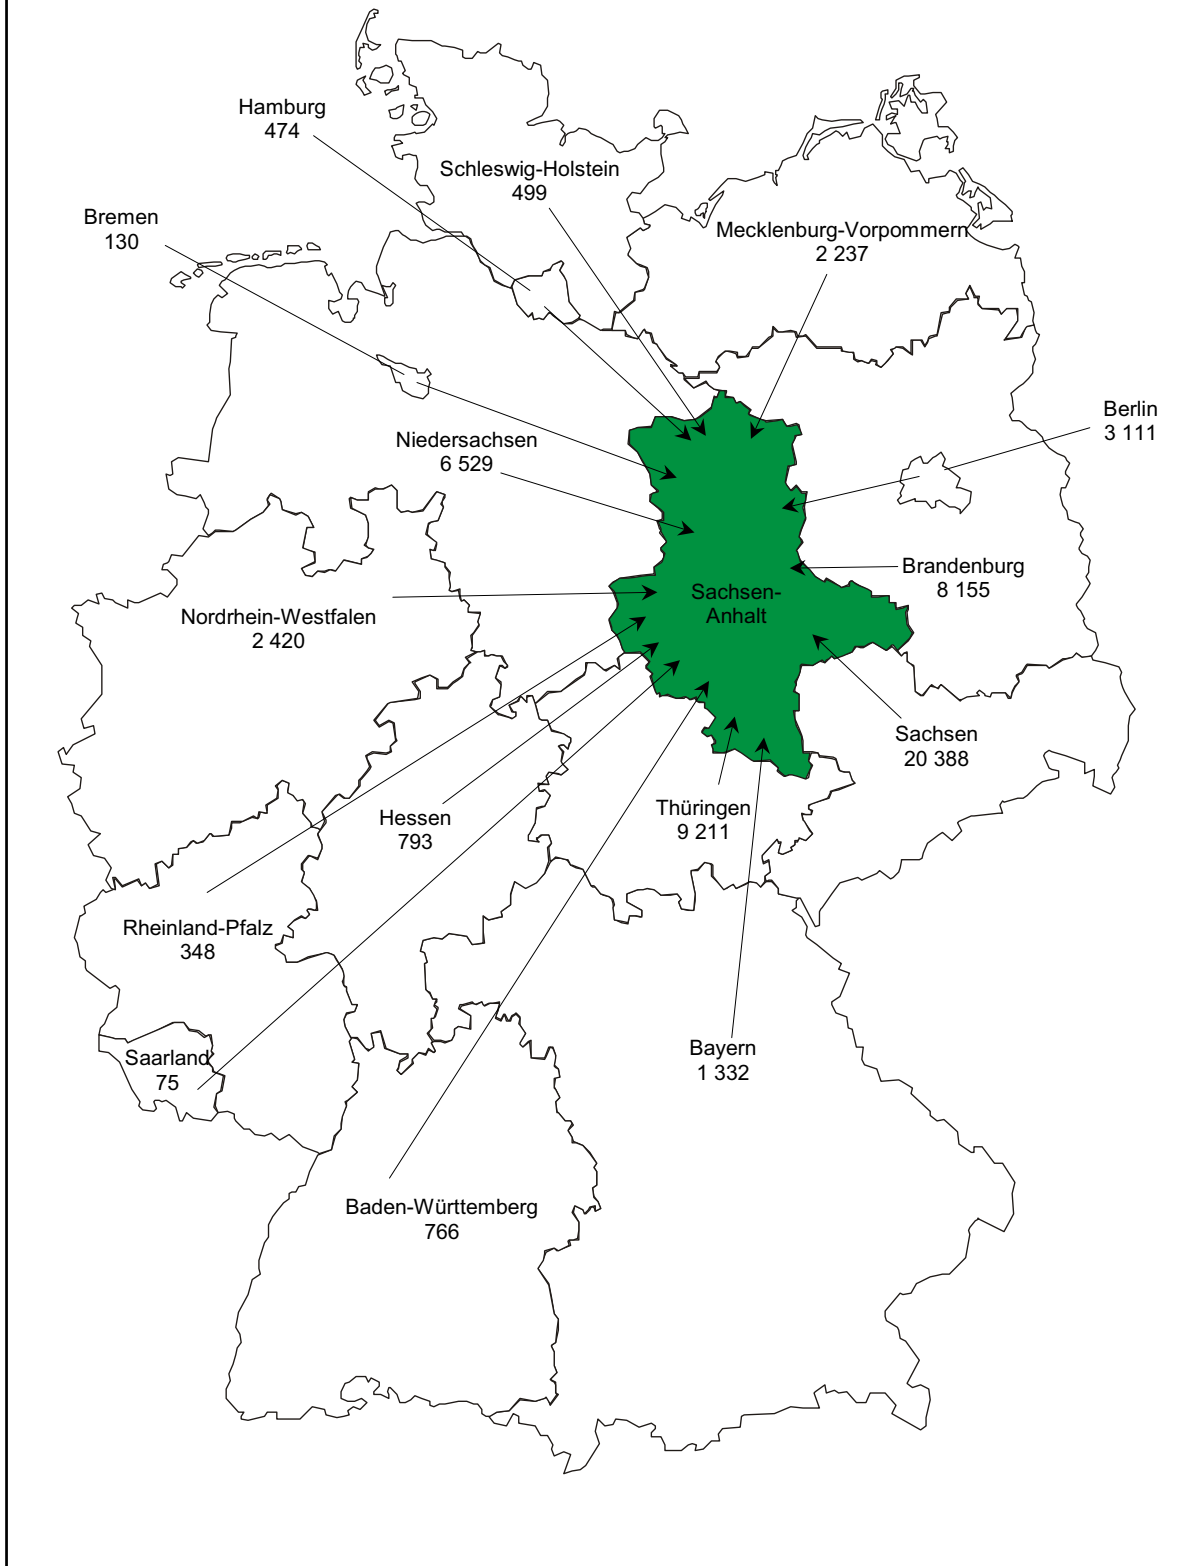 Hamburg
474
Schleswig-Holstein
499
Bremen
130
Mecklenburg-Vorpommern
2 237
Berlin
3 111
Niedersachsen
6 529
Brandenburg
8 155
Sachsen-
Anhalt
Nordrhein-Westfalen
2 420
Sachsen
20 388
Thüringen
9 211
Hessen
793
Rheinland-Pfalz
348
Saarland
75
Bayern
1 332
Baden-Württemberg
766